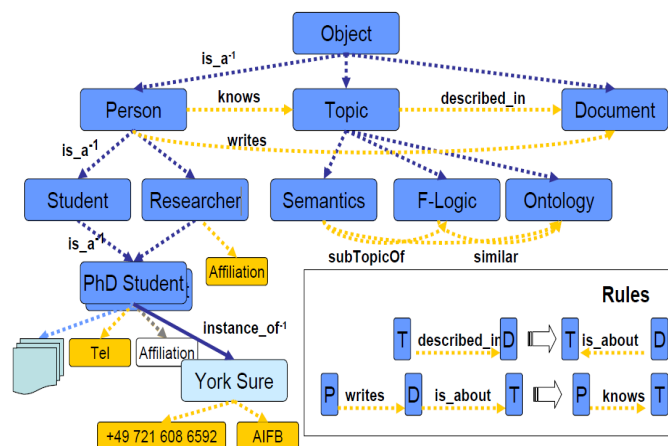 Object
is_a-1
knows
described_in
Person
Topic
Document
writes
is_a-1
Student
Researcher
Semantics
F-Logic
Ontology
is_a-1
subTopicOf
similar
Affiliation
PhD Student
Rules
instance_of-1
T described_in D T is_about D
Tel
Affiliation
York Sure
P writes D is_about T P knows T
+49 721 608 6592
AIFB